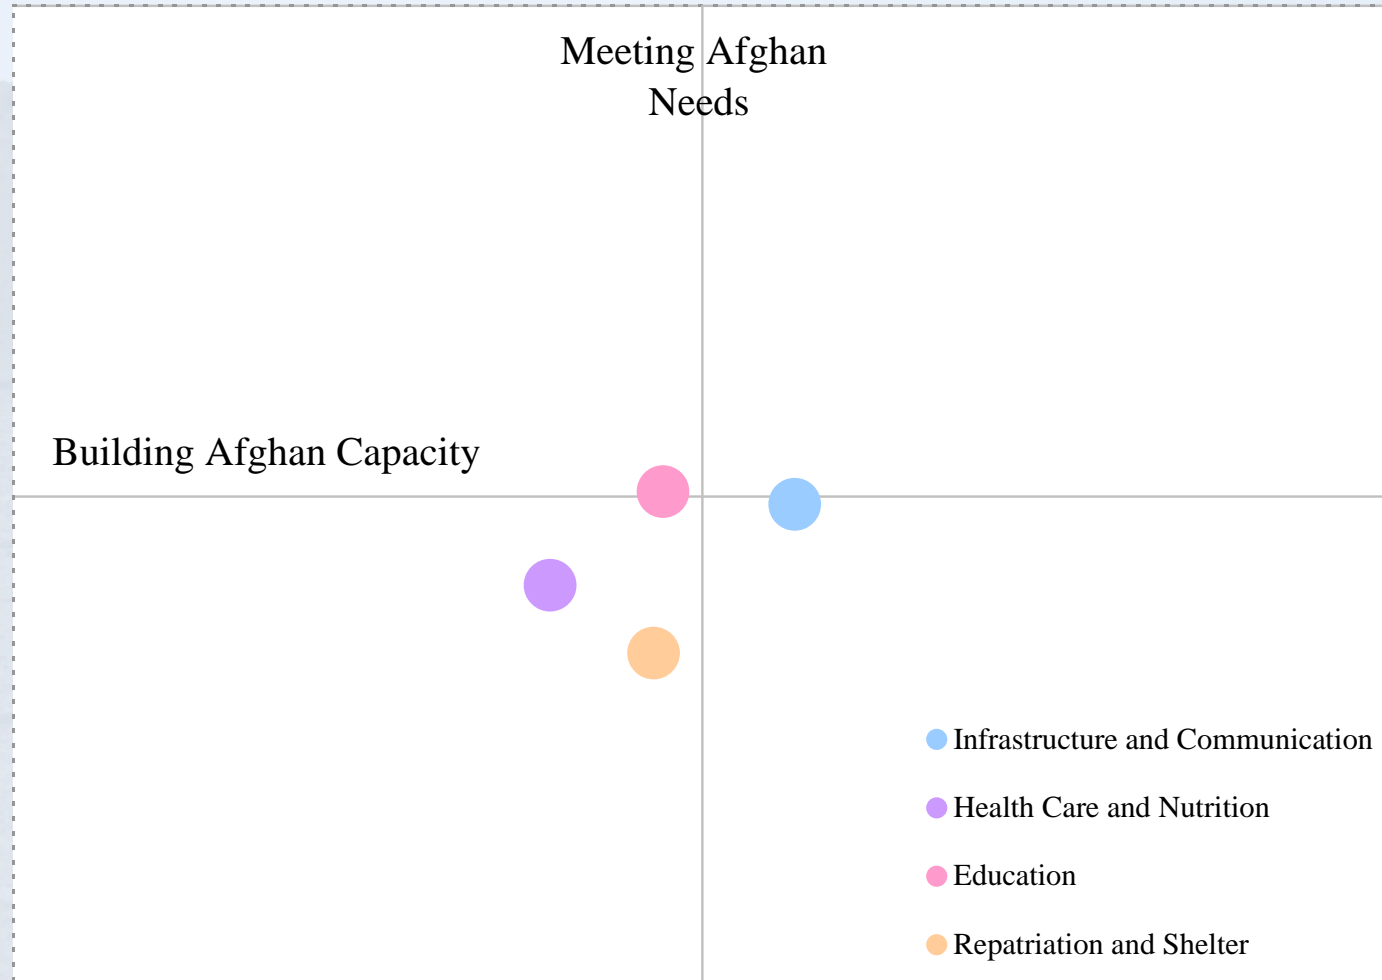 Meeting Afghan
Needs
Building Afghan Capacity
Infrastructure and Communication
Health Care and Nutrition
Education
Repatriation and Shelter